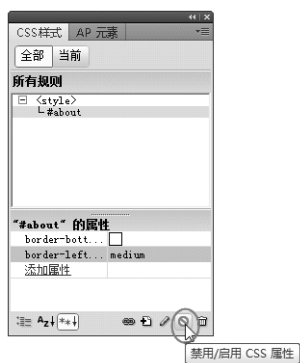 CSS样式 AP 元素
全部 当前
所有规则
<style>
#about
"#about" 的属性
border-bott...
border-left... medium
添加属性
Az↓ **↓
禁用/启用 CSS 属性